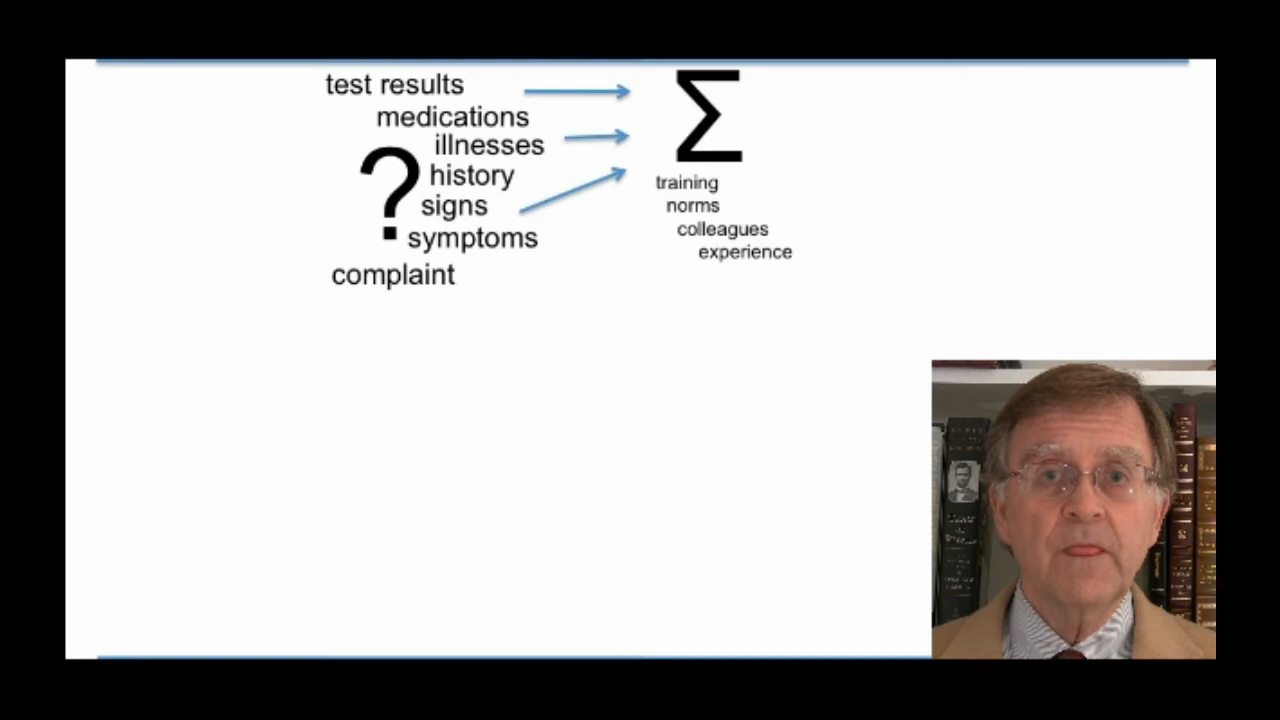 test results
medications
illnesses
history
?
signs
symptoms
complaint
Σ
training
norms
colleagues
experience